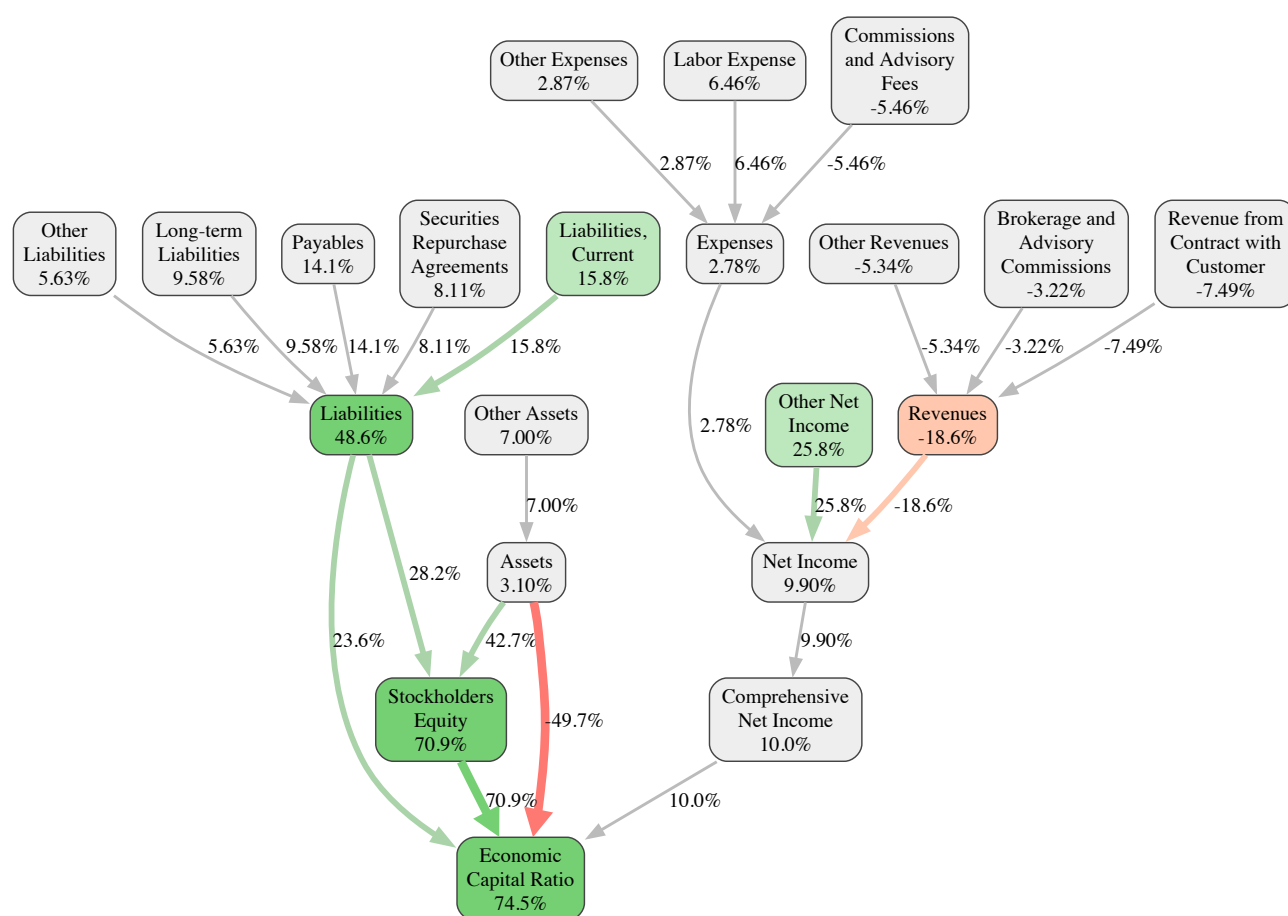 Other Expenses
2.87%
Labor Expense
6.46%
Commissions
and Advisory
Fees
-5.46%
2.87%
6.46%
-5.46%
Other
Liabilities
5.63%
Long-term
Liabilities
9.58%
Payables
14.1%
Securities
Repurchase
Agreements
8.11%
Liabilities,
Current
15.8%
Expenses
2.78%
Other Revenues
-5.34%
Brokerage and
Advisory
Commissions
-3.22%
Revenue from
Contract with
Customer
-7.49%
5.63%
9.58%
14.1%
8.11%
15.8%
-5.34%
-3.22%
-7.49%
Liabilities
48.6%
Other Assets
7.00%
2.78%
Other Net
Income
25.8%
Revenues
-18.6%
7.00%
25.8%
-18.6%
28.2%
Assets
3.10%
Net Income
9.90%
23.6%
42.7%
9.90%
Stockholders
Equity
70.9%
-49.7%
Comprehensive
Net Income
10.0%
70.9%
10.0%
Economic
Capital Ratio
74.5%